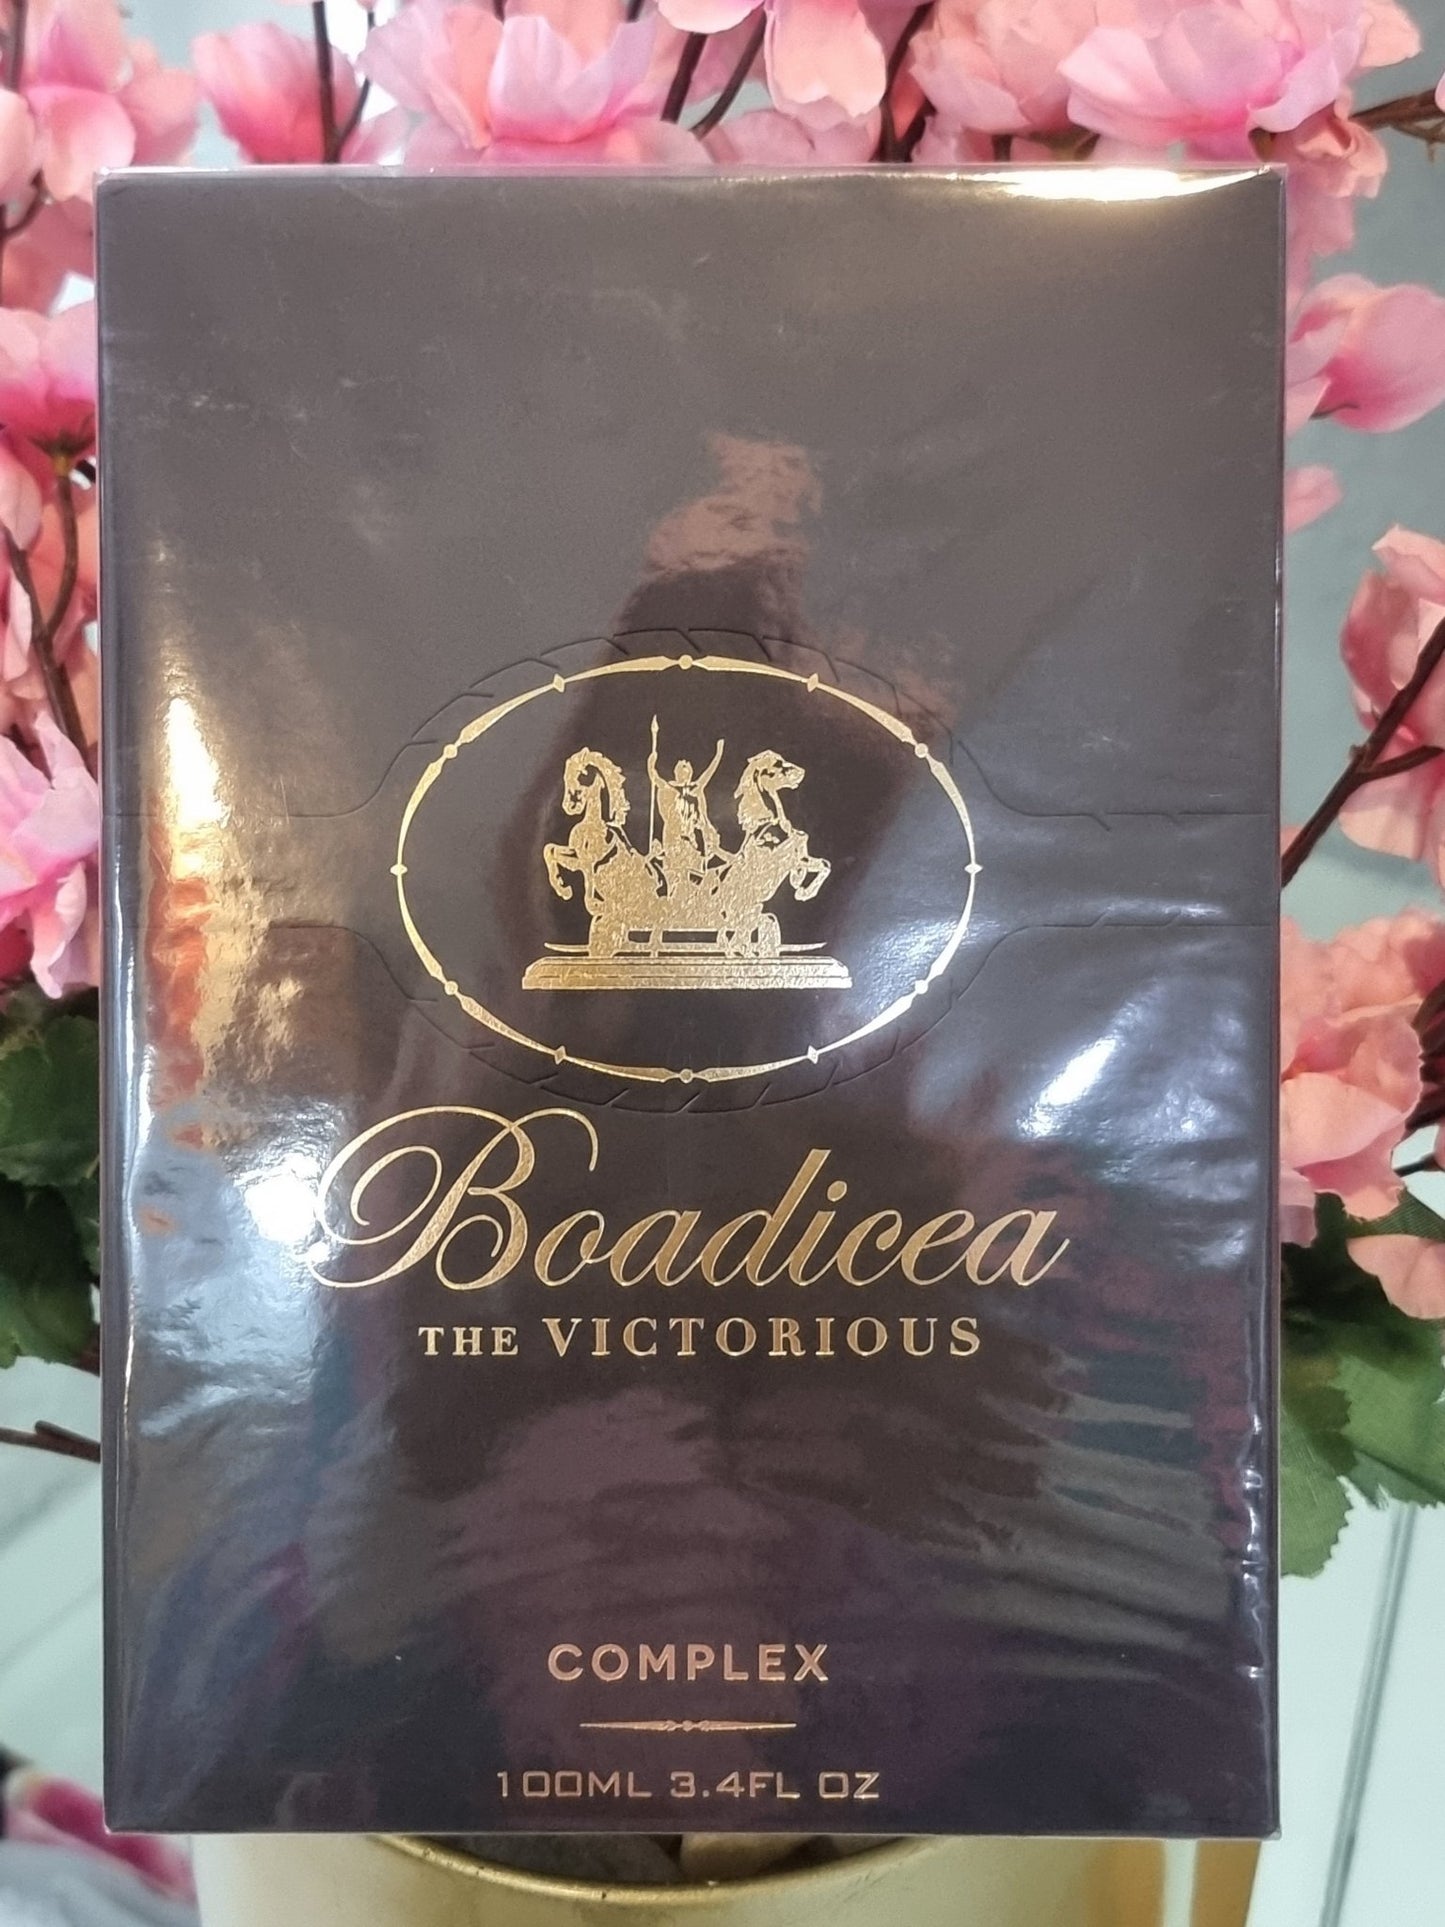 Boadicea
THE VICTORIOUS
COMPLEX
100ML 3.4FL OZ